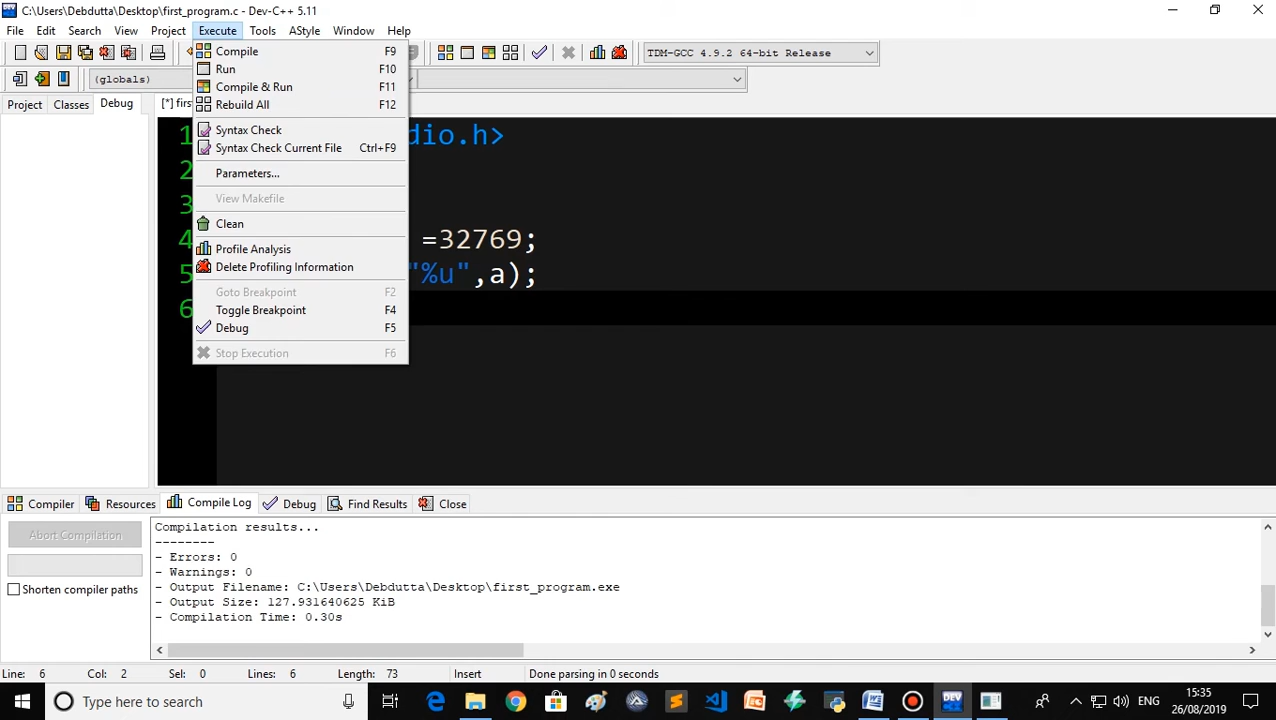 C:\Users\Debdutta\Desktop\first_program.c - Dev-C++ 5.11
File Edit Search View Project Execute Tools AStyle Window Help
TDM-GCC 4.9.2 64-bit Release
(globals)
Project Classes Debug [*] firs
Compile F9
Run F10
Compile & Run F11
Rebuild All F12
Syntax Check
Syntax Check Current File Ctrl+F9
Parameters...
View Makefile
Clean
Profile Analysis
Delete Profiling Information
Goto Breakpoint F2
Toggle Breakpoint F4
Debug F5
Stop Execution F6
1 dio.h>
2
3
4 =32769;
5 "%u",a);
6
Compiler Resources Compile Log Debug Find Results Close
Abort Compilation
Shorten compiler paths
Compilation results...
--------
- Errors: 0
- Warnings: 0
- Output Filename: C:\Users\Debdutta\Desktop\first_program.exe
- Output Size: 127.931640625 KiB
- Compilation Time: 0.30s
Line: 6 Col: 2 Sel: 0 Lines: 6 Length: 73 Insert Done parsing in 0 seconds
Type here to search
DEV
ENG
15:35
26/08/2019